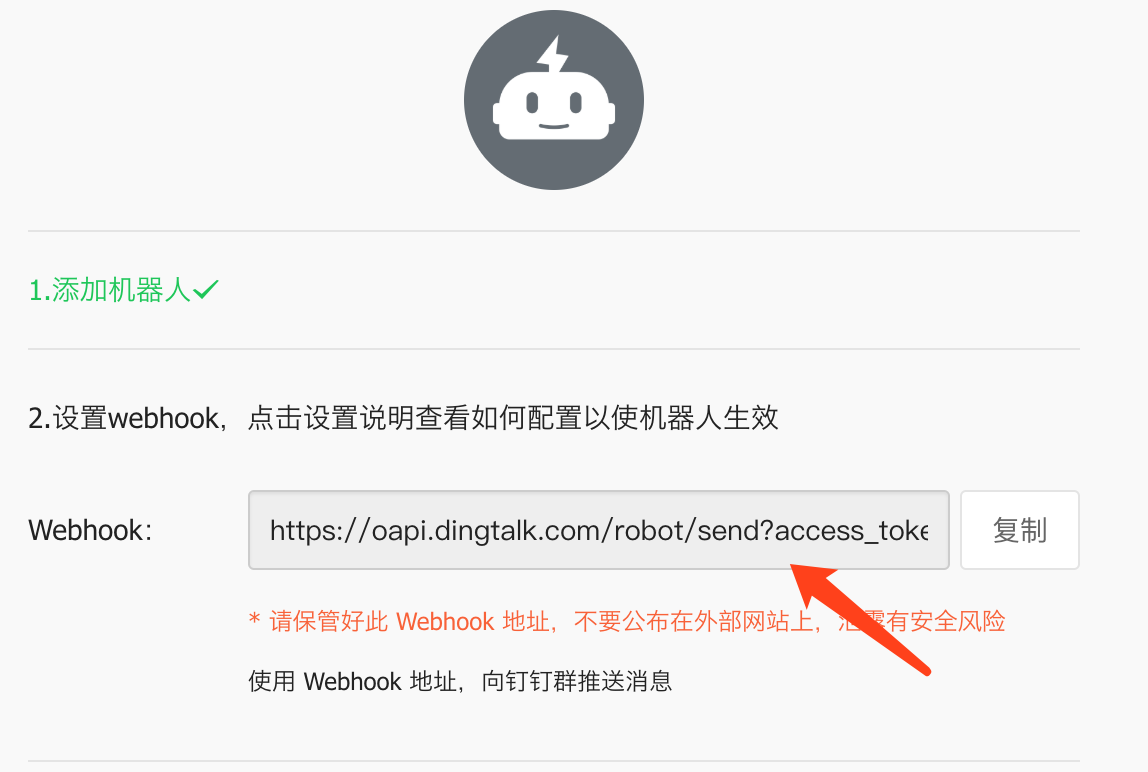 1.添加机器人
2.设置webhook，点击设置说明查看如何配置以使机器人生效
Webhook：
https://oapi.dingtalk.com/robot/send?access_toke
复制
* 请保管好此 Webhook 地址，不要公布在外部网站上，泄露有安全风险
使用 Webhook 地址，向钉钉群推送消息